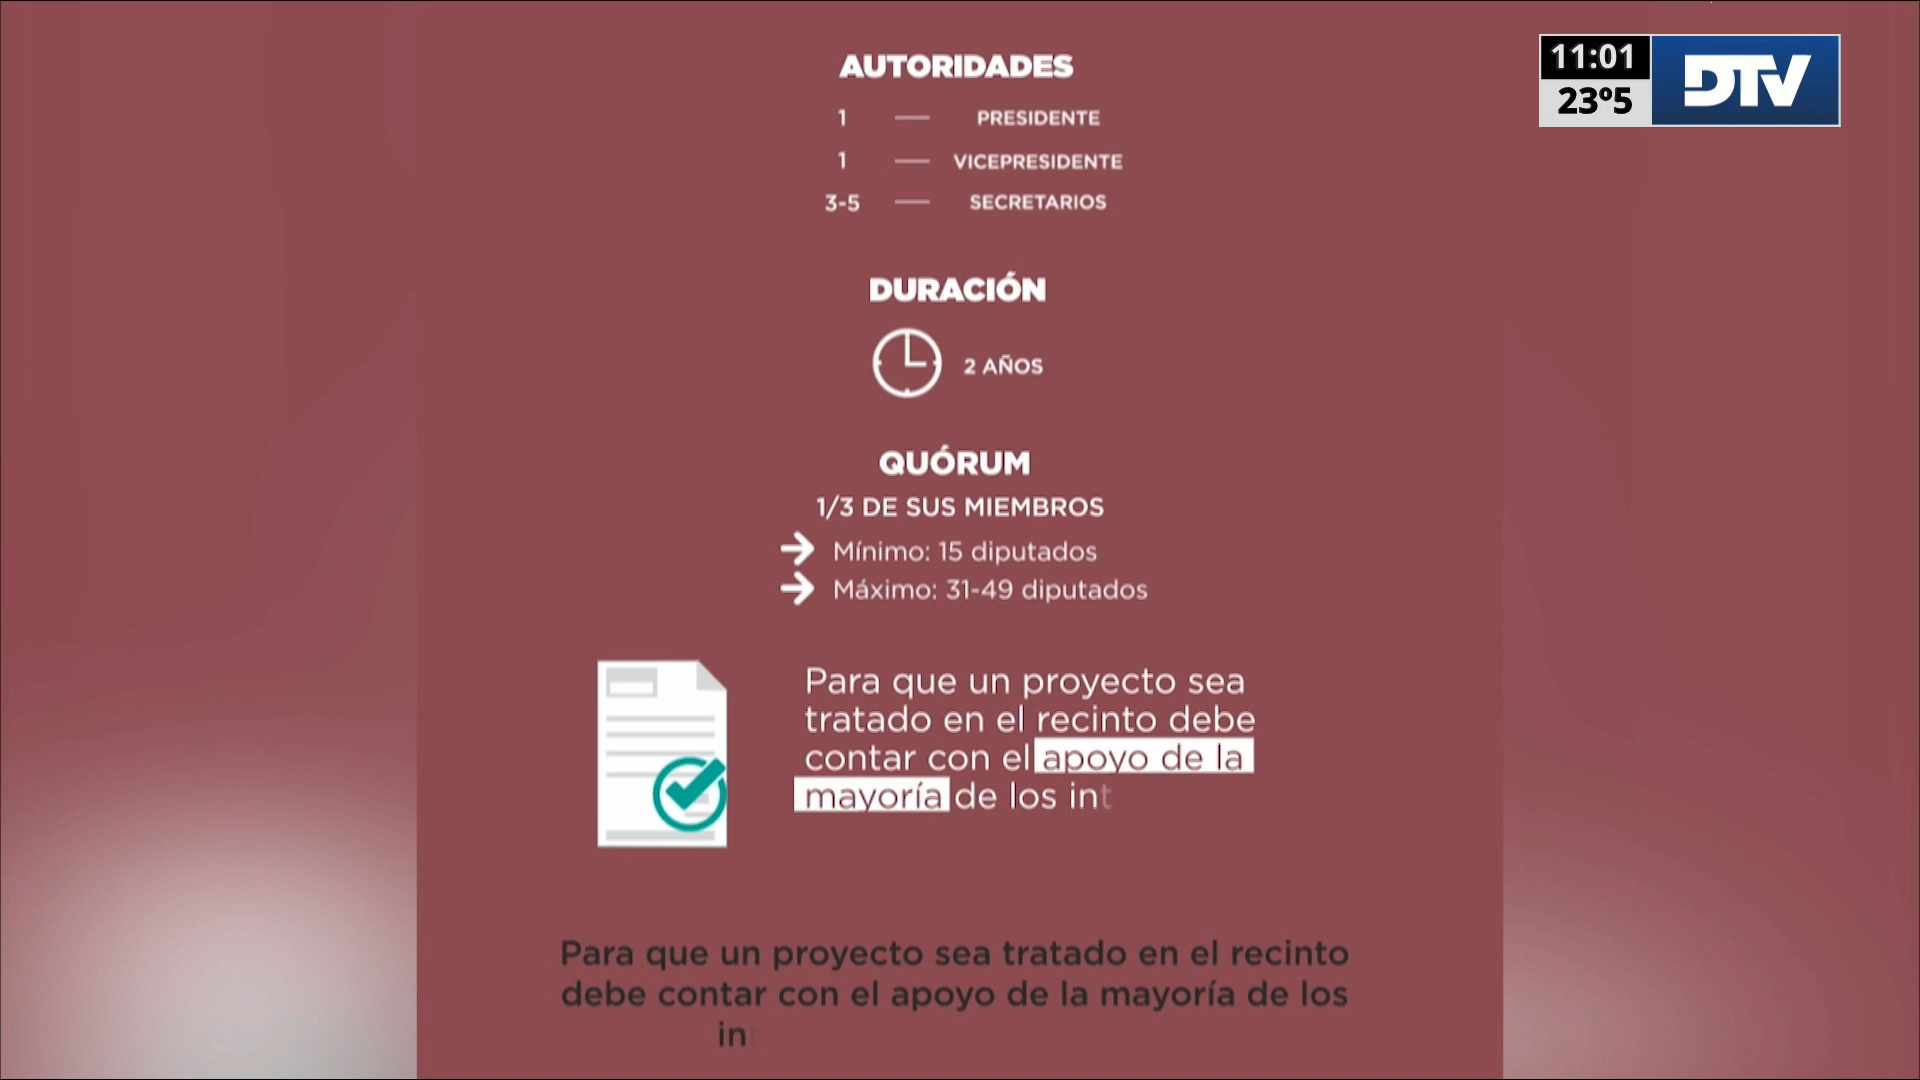 AUTORIDADES
1 — PRESIDENTE
1 — VICEPRESIDENTE
3-5 — SECRETARIOS
DURACIÓN
2 AÑOS
QUÓRUM
1/3 DE SUS MIEMBROS
Mínimo: 15 diputados
Máximo: 31-49 diputados
Para que un proyecto sea
tratado en el recinto debe
contar con el apoyo de la
mayoría de los int
Para que un proyecto sea tratado en el recinto
debe contar con el apoyo de la mayoría de los
in
11:01
23º5
DTV